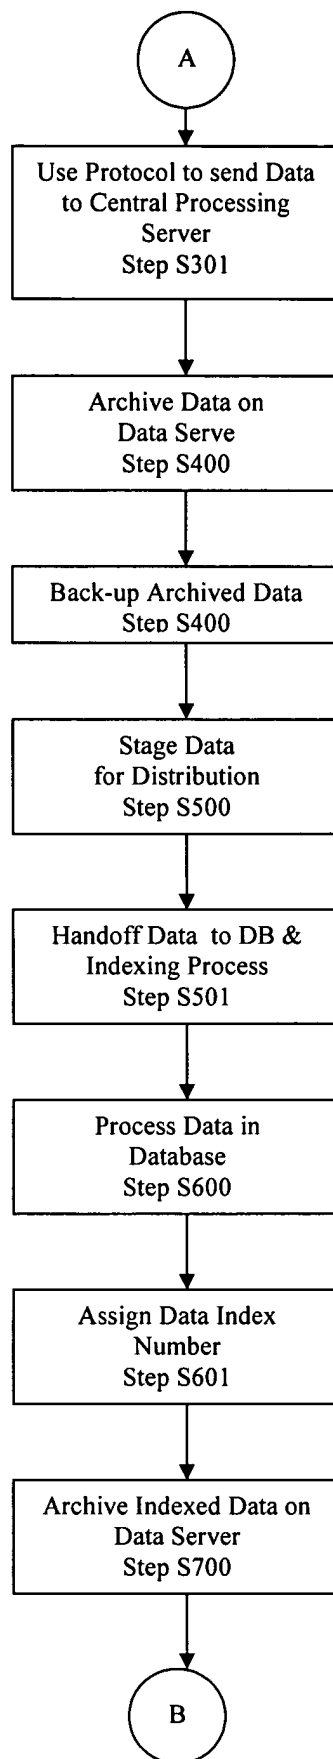 A
Use Protocol to send Data
to Central Processing
Server
Step S301
Archive Data on
Data Serve
Step S400
Back-up Archived Data
Step S400
Stage Data
for Distribution
Step S500
Handoff Data to DB &
Indexing Process
Step S501
Process Data in
Database
Step S600
Assign Data Index
Number
Step S601
Archive Indexed Data on
Data Server
Step S700
B